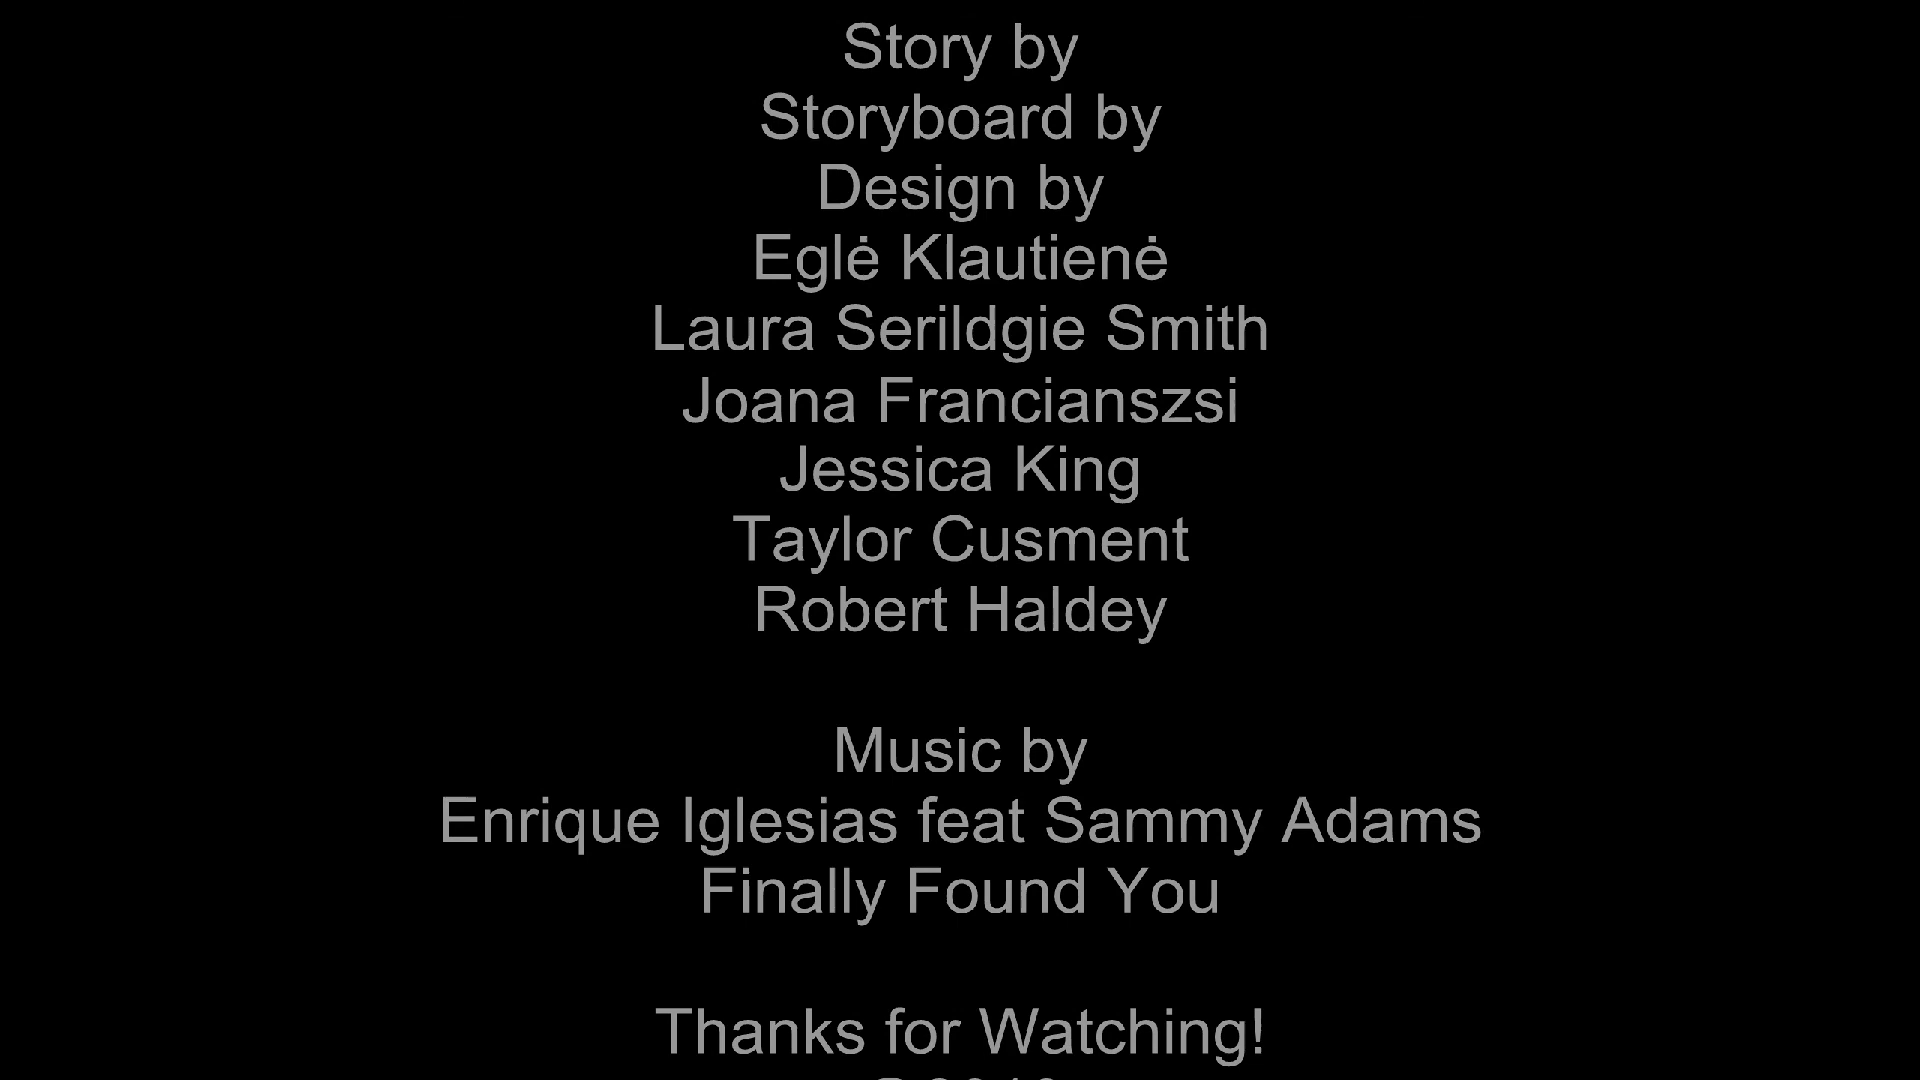 Story by
Storyboard by
Design by
Eglė Klautienė
Laura Serildgie Smith
Joana Francianszsi
Jessica King
Taylor Cusment
Robert Haldey
Music by
Enrique Iglesias feat Sammy Adams
Finally Found You
Thanks for Watching!